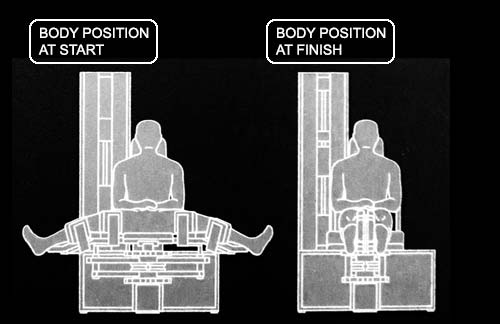 BODY POSITION
AT START
BODY POSITION
AT FINISH